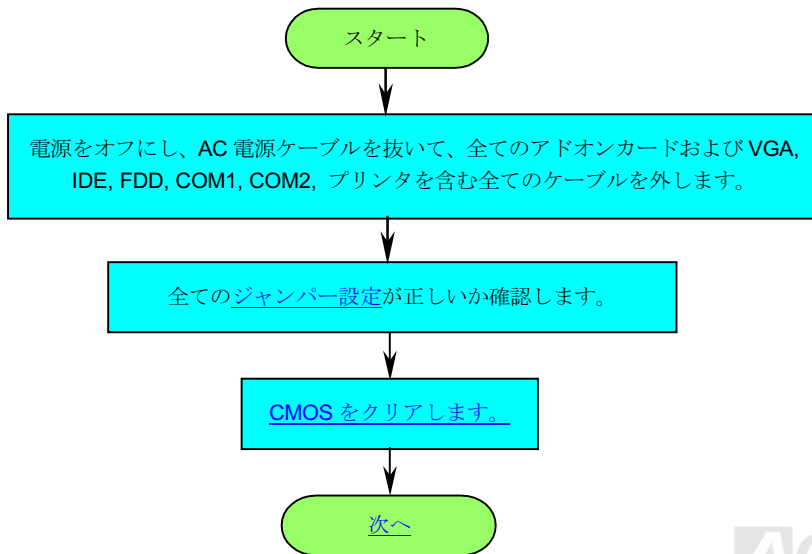 スタート
電源をオフにし、AC 電源ケーブルを抜いて、全てのアドオンカードおよび VGA,
IDE, FDD, COM1, COM2, プリンタを含む全てのケーブルを外します。
全てのジャンパー設定が正しいか確認します。
CMOS をクリアします。
次へ